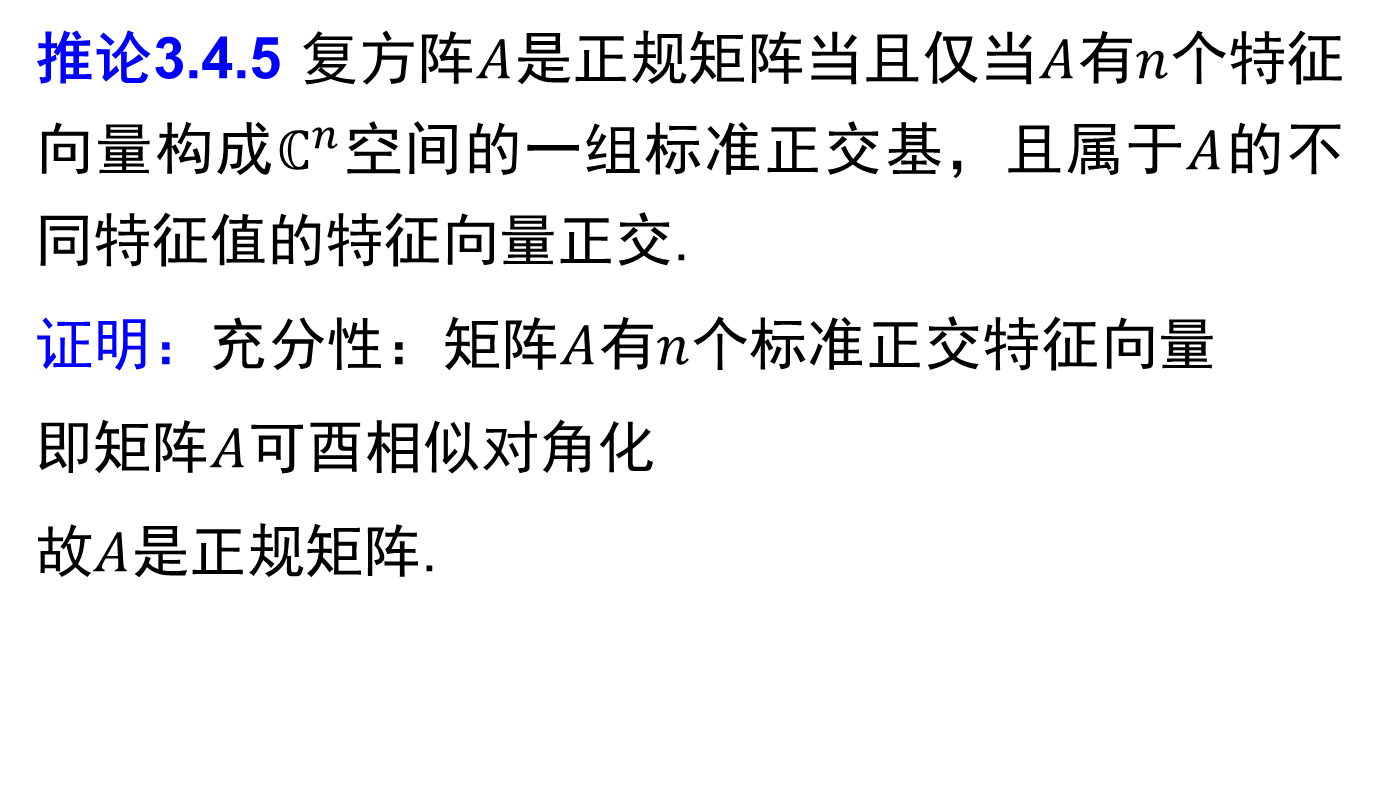 推论3.4.5 复方阵𝐴是正规矩阵当且仅当𝐴有𝑛个特征
向量构成ℂⁿ空间的一组标准正交基，且属于𝐴的不
同特征值的特征向量正交.
证明：充分性：矩阵𝐴有𝑛个标准正交特征向量
即矩阵𝐴可酉相似对角化
故𝐴是正规矩阵.